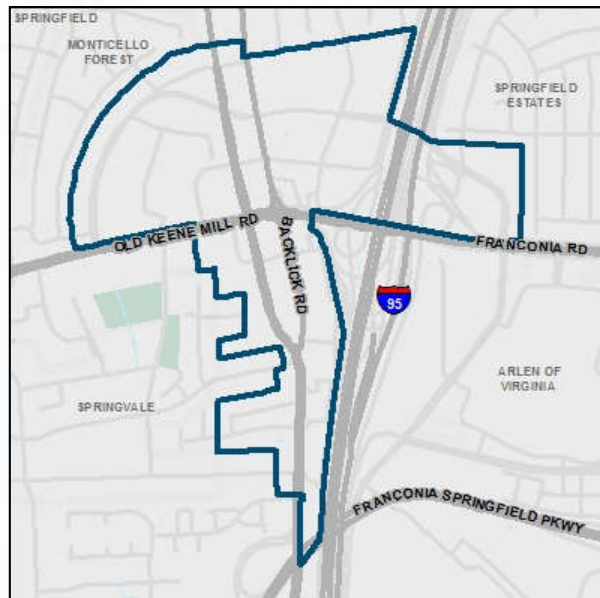 SPRINGFIELD
MONTICELLO
FOREST
SPRINGFIELD
ESTATES
OLD KEENE MILL RD
BACKLICK RD
FRANCONIA RD
95
ARLEN OF
VIRGINIA
SPRINGVALE
FRANCONIA SPRINGFIELD PKWY